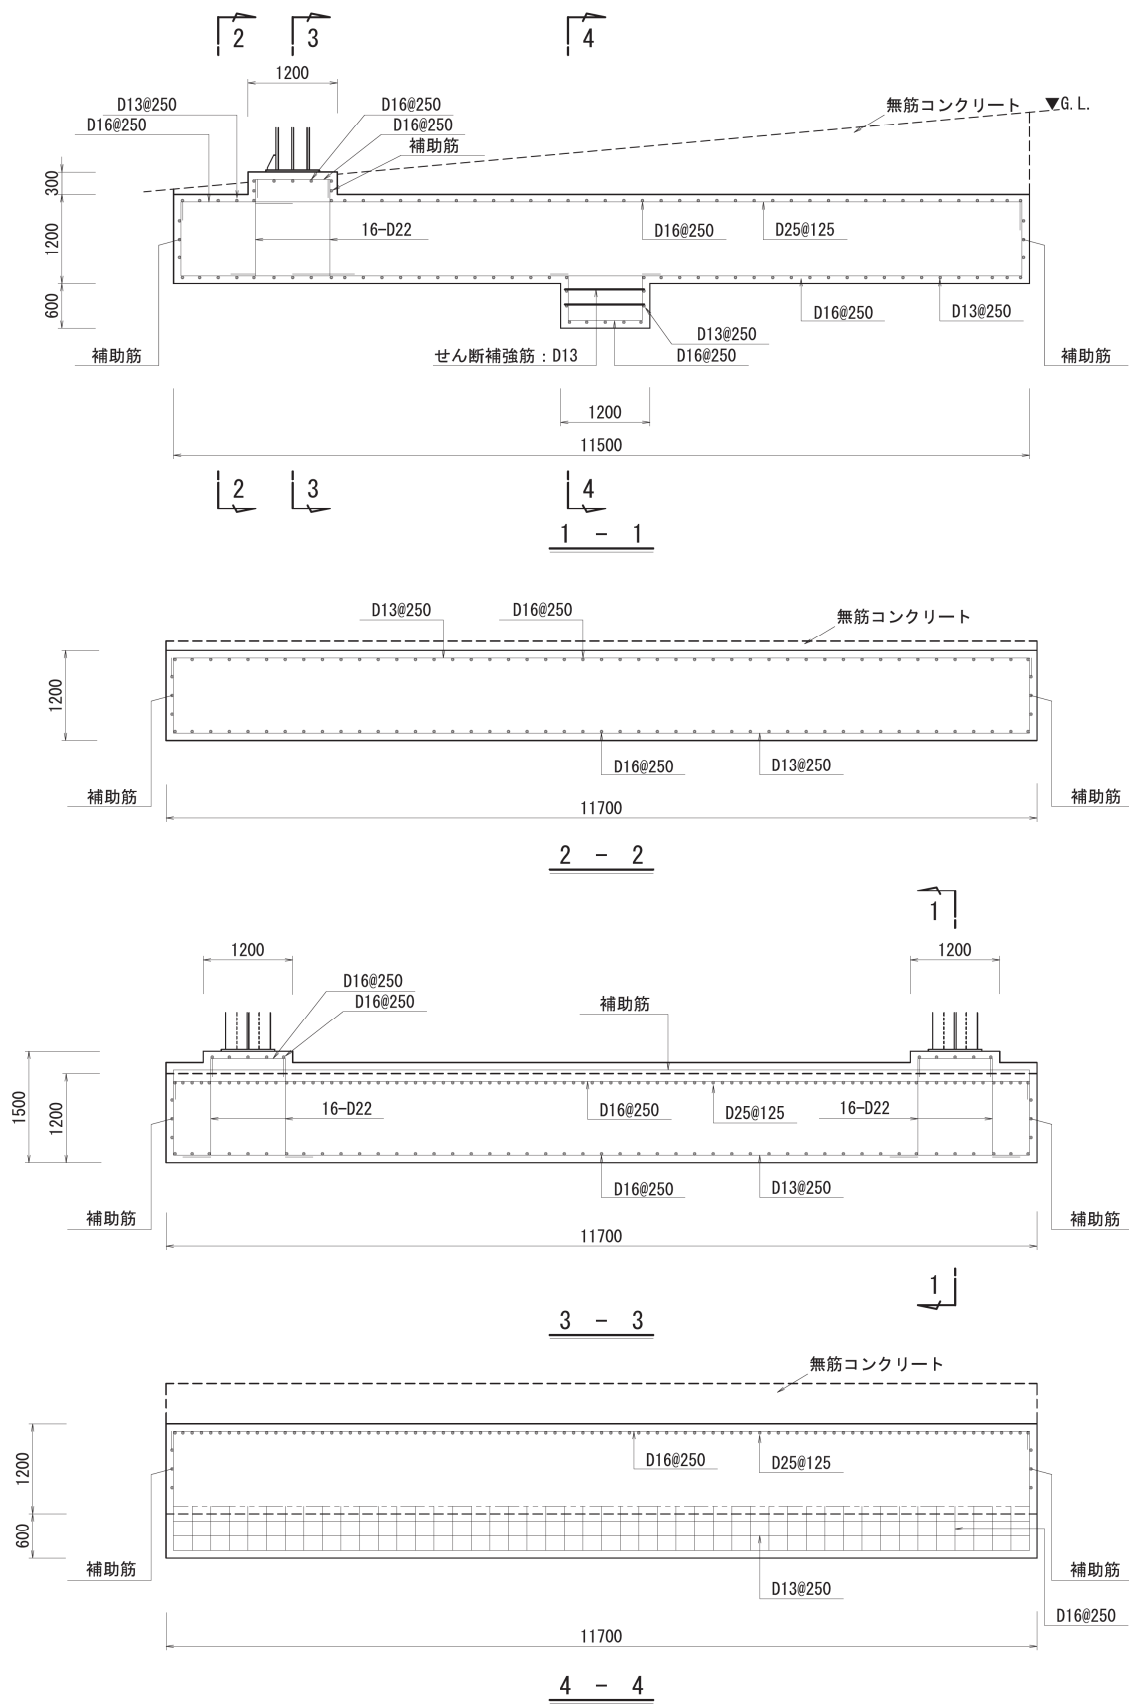 2 3 4
1200
D13@250 D16@250 無筋コンクリート ▼G.L.
D16@250 D16@250
補助筋
300
1200
600
16-D22 D16@250 D25@125
D16@250 D13@250
D13@250
補助筋 せん断補強筋：D13 D16@250 補助筋
1200
11500
2 3 4
1 － 1
D13@250 D16@250 無筋コンクリート
1200
D16@250 D13@250
補助筋 11700 補助筋
2 － 2
1
1200 1200
D16@250
D16@250 補助筋
1500
1200
16-D22 D16@250 D25@125 16-D22
D16@250 D13@250
補助筋 補助筋
11700
1
3 － 3
無筋コンクリート
1200
600
D16@250 D25@125
補助筋 補助筋
D13@250
D16@250
11700
4 － 4